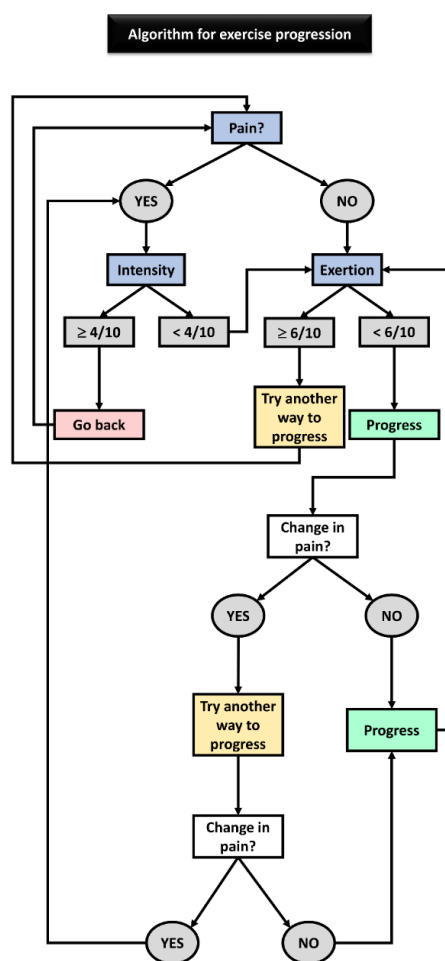 Algorithm for exercise progression
Pain?
YES
NO
Intensity
Exertion
≥ 4/10
< 4/10
≥ 6/10
< 6/10
Go back
Try another
way to
progress
Progress
Change in
pain?
YES
NO
Try another
way to
progress
Progress
Change in
pain?
YES
NO